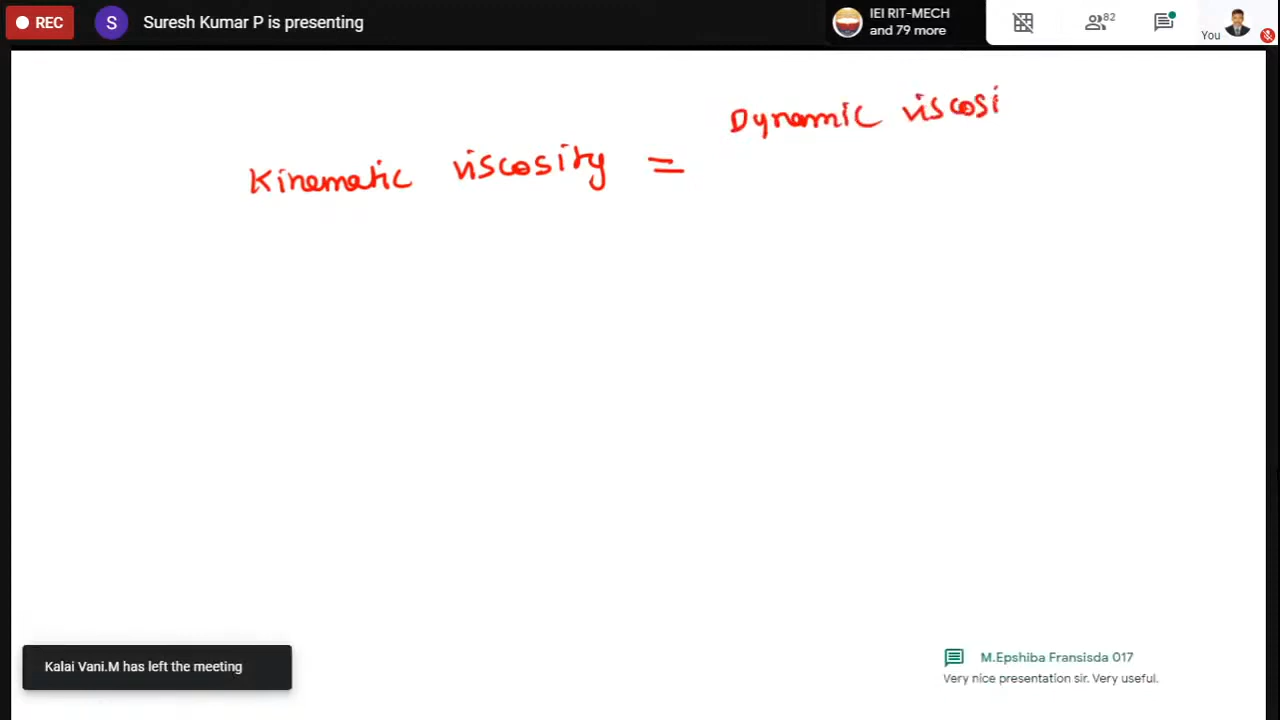 REC
S
Suresh Kumar P is presenting
IEI RIT-MECH
and 79 more
82
You
Dynamic viscosi
Kinematic viscosity =
Kalai Vani.M has left the meeting
M.Epshiba Fransisda 017
Very nice presentation sir. Very useful.